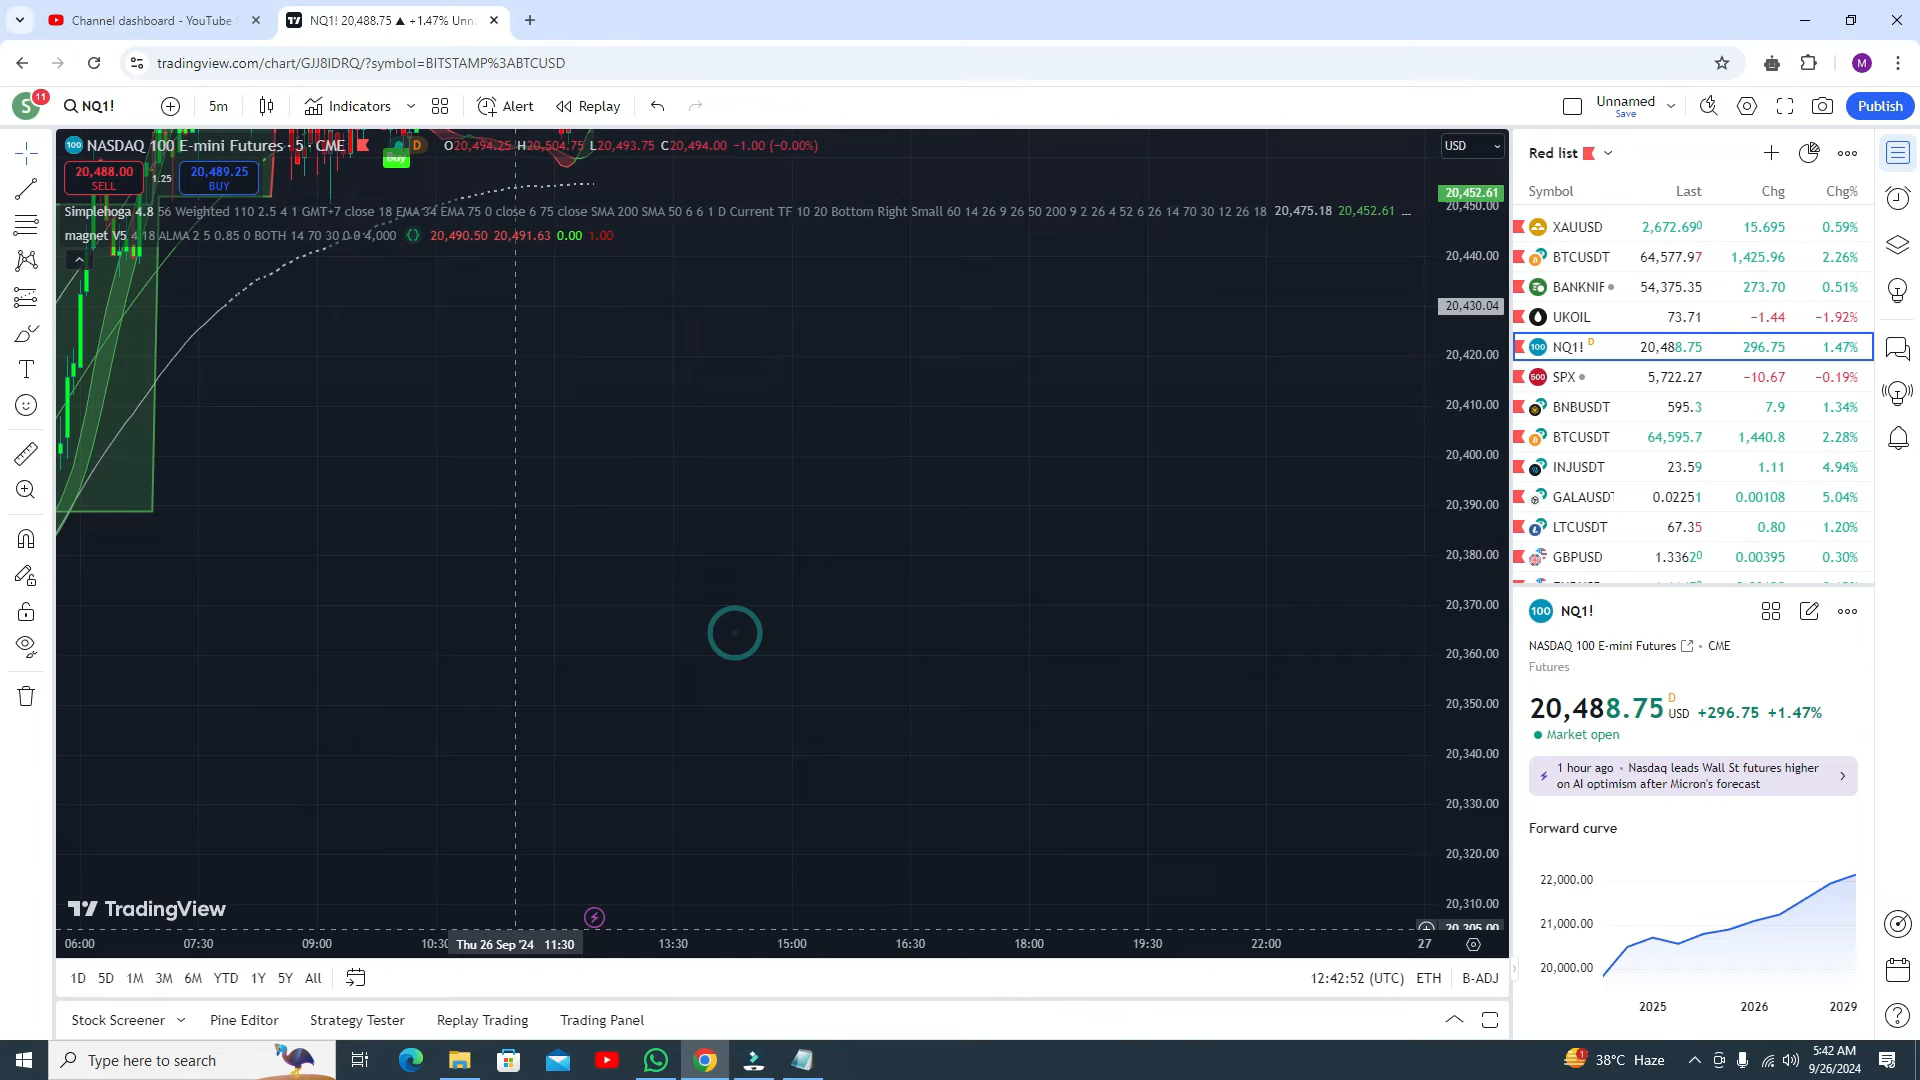 Channel dashboard - YouTube
NQ1! 20,488.75 ▲ +1.47% Unn
tradingview.com/chart/GJJ8IDRQ/?symbol=BITSTAMP%3ABTCUSD
M
S
11
NQ1!
5m
Indicators
Alert
Replay
Unnamed
Save
Publish
NASDAQ 100 E-mini Futures · 5 · CME
D
O20,494.25 H20,504.75 L20,493.75 C20,494.00 −1.00 (−0.00%)
Buy
20,488.00
SELL
1.25
20,489.25
BUY
Simplehoga 4.8 56 Weighted 110 2.5 4 1 GMT+7 close 18 EMA 34 EMA 75 0 close 6 75 close SMA 200 SMA 50 6 6 1 D Current TF 10 20 Bottom Right Small 60 14 26 9 26 50 200 9 2 26 4 52 6 26 14 70 30 12 26 18 20,475.18 20,452.61 ...
magnet V5 4 18 ALMA 2 5 0.85 0 BOTH 14 70 30 0 0 4,000 {} 20,490.50 20,491.63 0.00 1.00
USD
20,452.61
20,450.00
20,440.00
20,430.04
20,420.00
20,410.00
20,400.00
20,390.00
20,380.00
20,370.00
20,360.00
20,350.00
20,340.00
20,330.00
20,320.00
20,310.00
20,305.00
TradingView
06:00 07:30 09:00 10:30 Thu 26 Sep '24 11:30 13:30 15:00 16:30 18:00 19:30 22:00 27
1D 5D 1M 3M 6M YTD 1Y 5Y All
12:42:52 (UTC) ETH B-ADJ
Stock Screener Pine Editor Strategy Tester Replay Trading Trading Panel
Red list
Symbol Last Chg Chg%
XAUUSD 2,672.690 15.695 0.59%
BTCUSDT 64,577.97 1,425.96 2.26%
BANKNIF 54,375.35 273.70 0.51%
UKOIL 73.71 −1.44 −1.92%
100 NQ1! D 20,488.75 296.75 1.47%
500 SPX 5,722.27 −10.67 −0.19%
BNBUSDT 595.3 7.9 1.34%
BTCUSDT 64,595.7 1,440.8 2.28%
INJUSDT 23.59 1.11 4.94%
GALAUSDT 0.02251 0.00108 5.04%
LTCUSDT 67.35 0.80 1.20%
GBPUSD 1.33620 0.00395 0.30%
100 NQ1!
NASDAQ 100 E-mini Futures • CME
Futures
20,488.75 D USD +296.75 +1.47%
Market open
1 hour ago • Nasdaq leads Wall St futures higher
on AI optimism after Micron's forecast
Forward curve
22,000.00
21,000.00
20,000.00
2025 2026 2029
Type here to search
1
38°C Haze
5:42 AM
9/26/2024